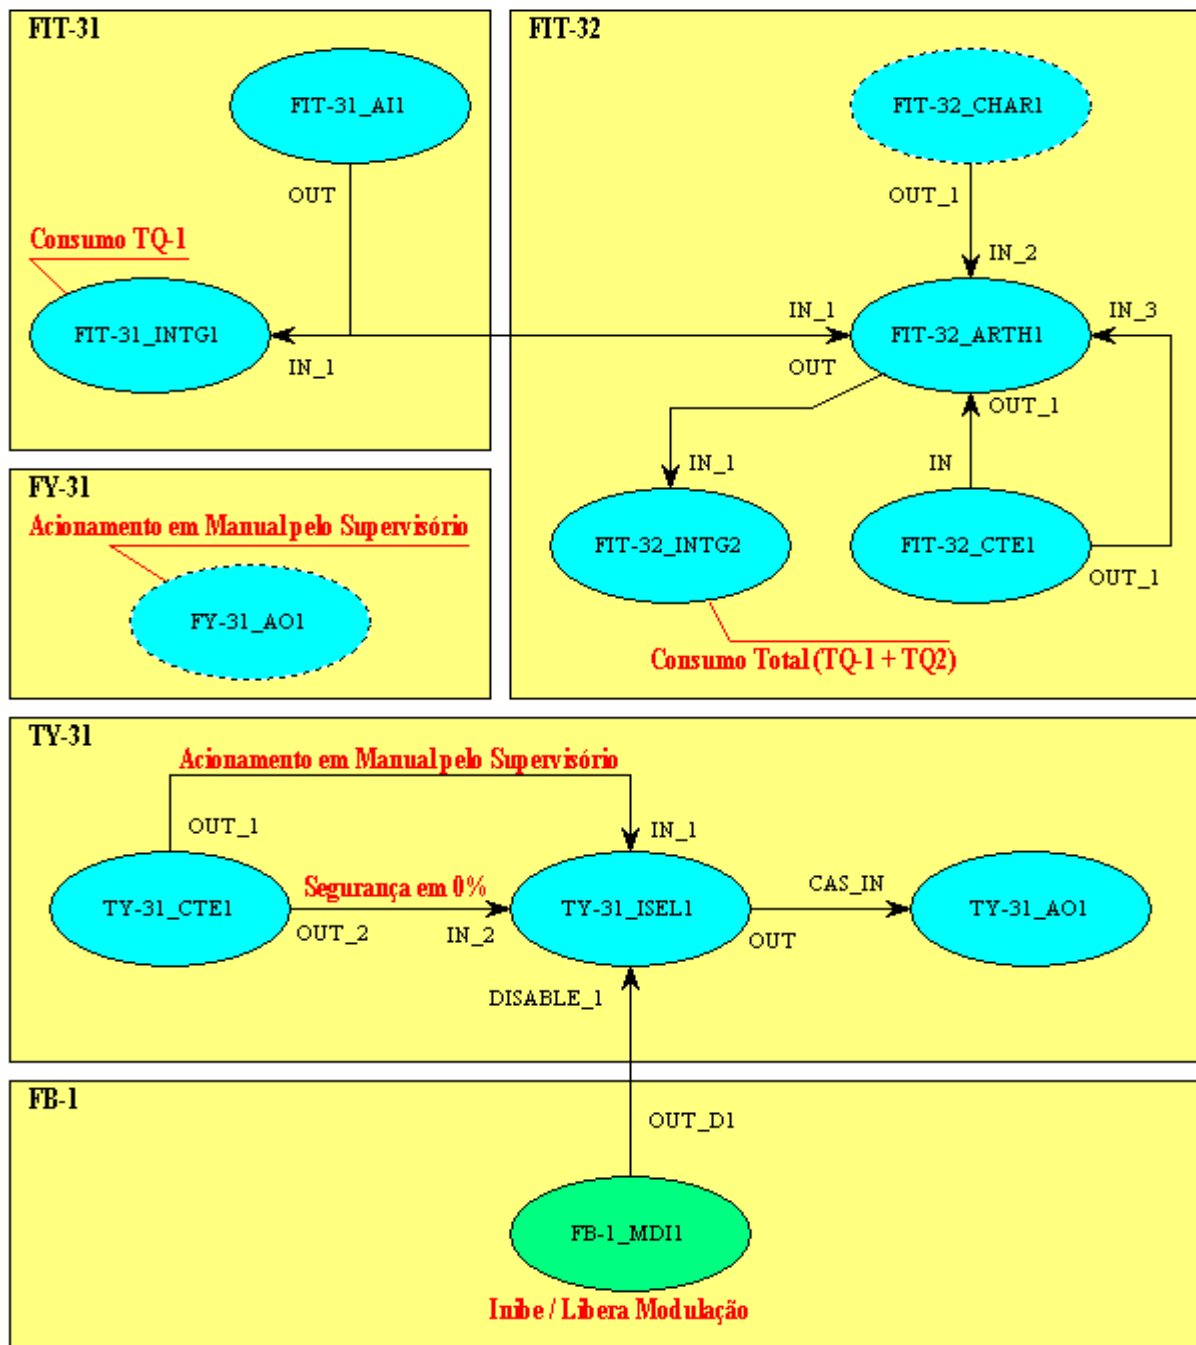 FIT-31
FIT-31_AI1
OUT
Consumo TQ-1
FIT-31_INTG1
IN_1
FIT-32
FIT-32_CHAR1
OUT_1
IN_2
IN_1
IN_3
FIT-32_ARTH1
OUT
OUT_1
IN_1
IN
FIT-32_INTG2
FIT-32_CTE1
OUT_1
Consumo Total (TQ-1 + TQ2)
FY-31
Acionamento em Manual pelo Supervisório
FY-31_AO1
TY-31
Acionamento em Manual pelo Supervisório
OUT_1
IN_1
TY-31_CTE1
Segurança em 0%
TY-31_ISEL1
CAS_IN
TY-31_AO1
OUT_2
IN_2
OUT
DISABLE_1
FB-1
OUT_D1
FB-1_MDI1
Inibe / Libera Modulação